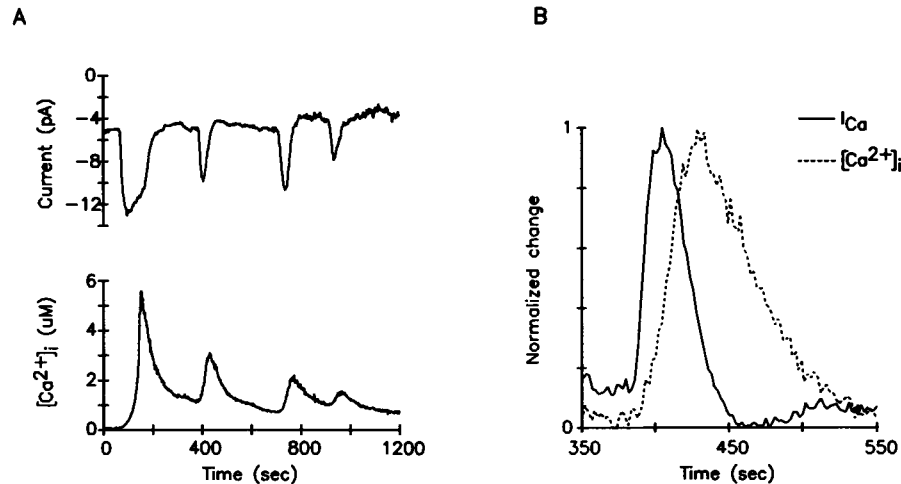 A
B
0
−4
−8
−12
Current (pA)
6
4
2
0
[Ca2+]i (uM)
0 400 800 1200
Time (sec)
ICa
[Ca2+]i
1
0
Normalized change
350 450 550
Time (sec)